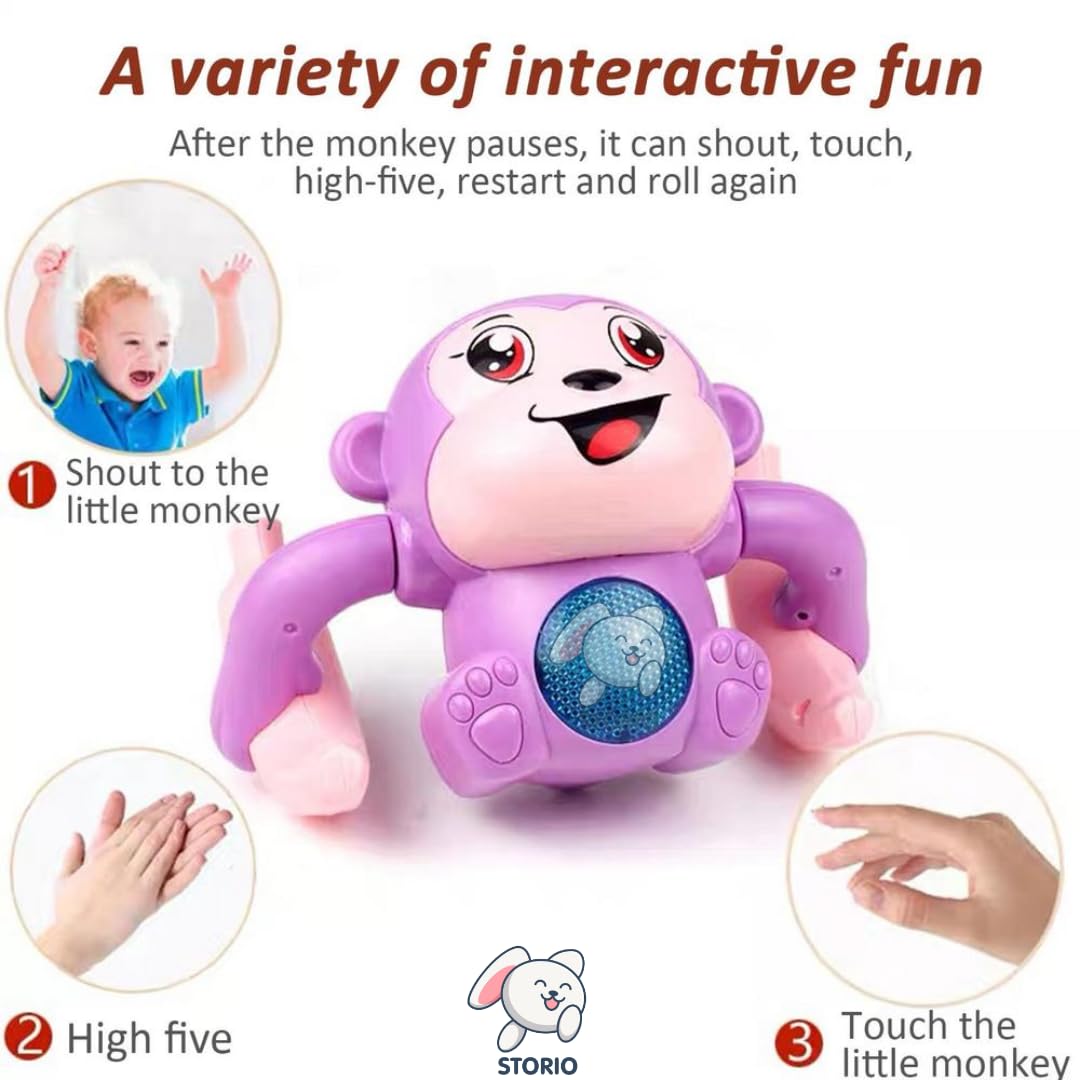 A variety of interactive fun
After the monkey pauses, it can shout, touch,
high-five, restart and roll again
1 Shout to the
little monkey
2 High five
3 Touch the
little monkey
STORIO